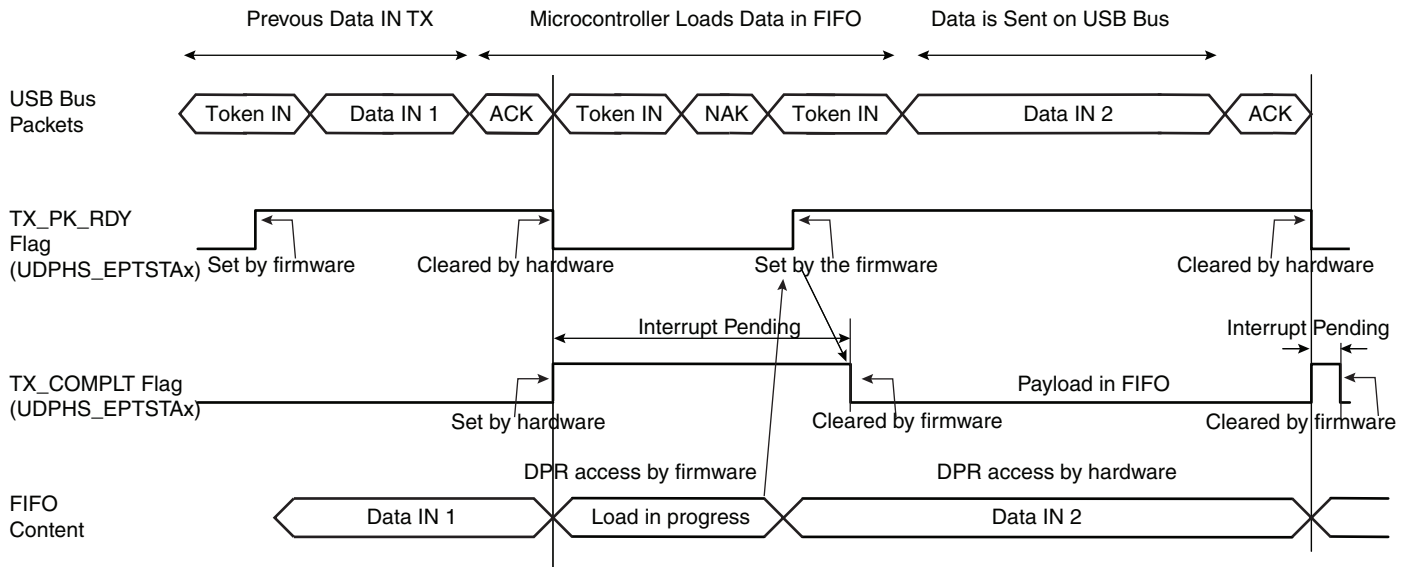 Prevous Data IN TX
Microcontroller Loads Data in FIFO
Data is Sent on USB Bus
USB Bus
Packets
Token IN
Data IN 1
ACK
Token IN
NAK
Token IN
Data IN 2
ACK
TX_PK_RDY
Flag
(UDPHS_EPTSTAx)
Set by firmware
Cleared by hardware
Set by the firmware
Cleared by hardware
Interrupt Pending
Interrupt Pending
TX_COMPLT Flag
(UDPHS_EPTSTAx)
Payload in FIFO
Set by hardware
Cleared by firmware
Cleared by firmware
DPR access by firmware
DPR access by hardware
FIFO
Content
Data IN 1
Load in progress
Data IN 2